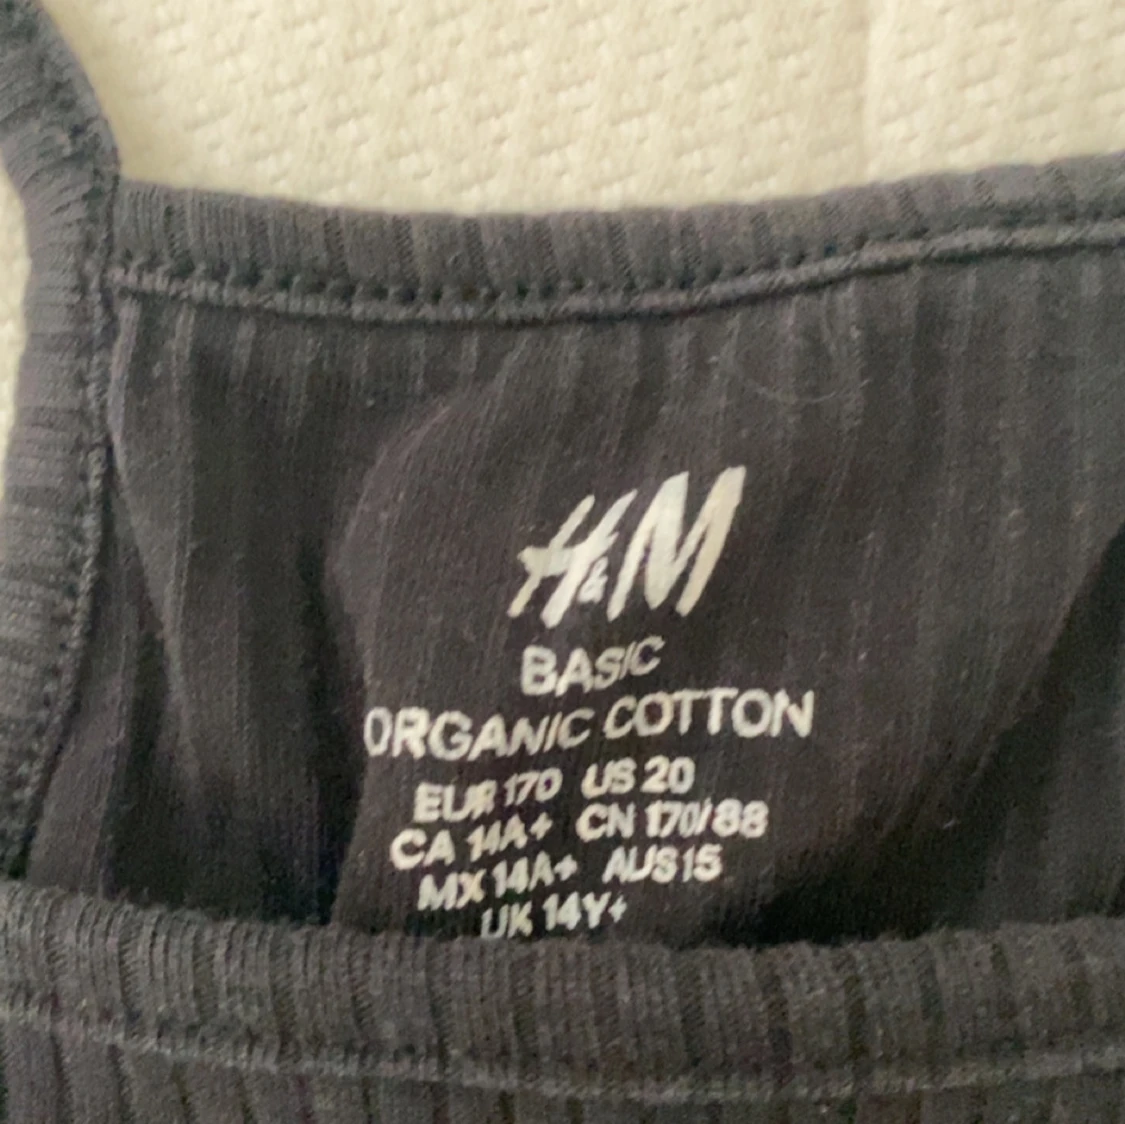 H&M
BASIC
ORGANIC COTTON
EUR 170 US 20
CA 14A+ CN 170/88
MX 14A+ AUS 15
UK 14Y+